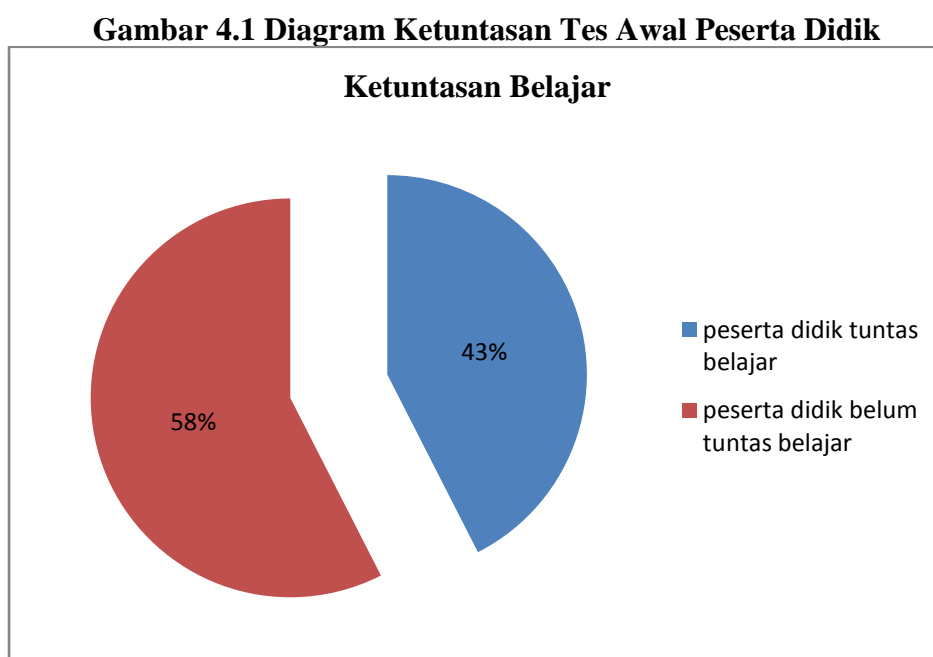 Gambar 4.1 Diagram Ketuntasan Tes Awal Peserta Didik
Ketuntasan Belajar
43%
58%
peserta didik tuntas
belajar
peserta didik belum
tuntas belajar